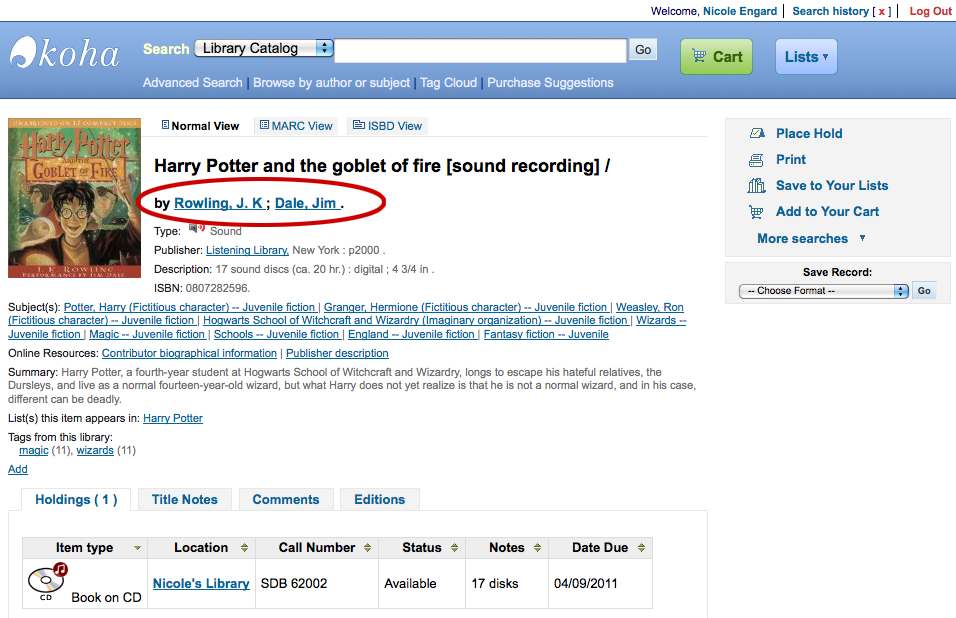 Welcome, Nicole Engard | Search history [ x ] | Log Out
koha
Search Library Catalog Go
Cart
Lists
Advanced Search | Browse by author or subject | Tag Cloud | Purchase Suggestions
UNABRIDGED ON 17 COMPACT DISCS
Harry Potter
AND THE
GOBLET OF FIRE
J. K. ROWLING
PERFORMANCE BY JIM DALE
Normal View
MARC View
ISBD View
Harry Potter and the goblet of fire [sound recording] /
by Rowling, J. K ; Dale, Jim .
Type: Sound
Publisher: Listening Library, New York : p2000 .
Description: 17 sound discs (ca. 20 hr.) : digital ; 4 3/4 in .
ISBN: 0807282596.
Subject(s): Potter, Harry (Fictitious character) -- Juvenile fiction | Granger, Hermione (Fictitious character) -- Juvenile fiction | Weasley, Ron
(Fictitious character) -- Juvenile fiction | Hogwarts School of Witchcraft and Wizardry (Imaginary organization) -- Juvenile fiction | Wizards --
Juvenile fiction | Magic -- Juvenile fiction | Schools -- Juvenile fiction | England -- Juvenile fiction | Fantasy fiction -- Juvenile
Online Resources: Contributor biographical information | Publisher description
Summary: Harry Potter, a fourth-year student at Hogwarts School of Witchcraft and Wizardry, longs to escape his hateful relatives, the
Dursleys, and live as a normal fourteen-year-old wizard, but what Harry does not yet realize is that he is not a normal wizard, and in his case,
different can be deadly.
List(s) this item appears in: Harry Potter
Tags from this library:
magic (11), wizards (11)
Add
Place Hold
Print
Save to Your Lists
Add to Your Cart
More searches
Save Record:
-- Choose Format -- Go
Holdings ( 1 )
Title Notes
Comments
Editions
Item type Location Call Number Status Notes Date Due
CD Book on CD Nicole's Library SDB 62002 Available 17 disks 04/09/2011